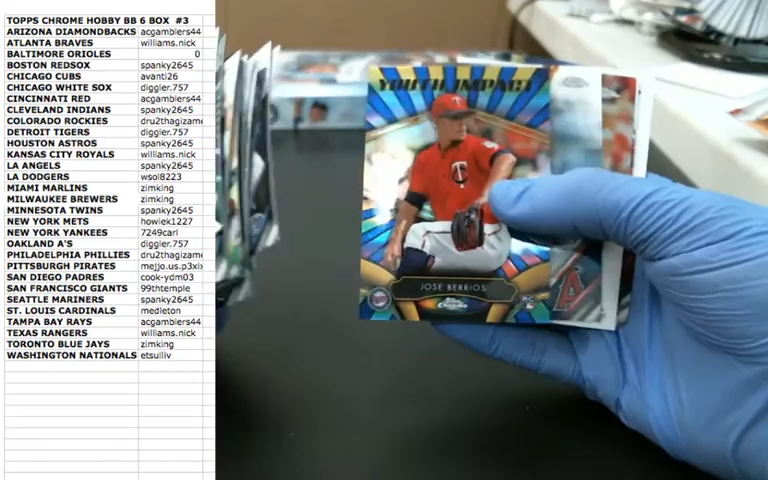 TOPPS CHROME HOBBY BB 6 BOX #3
ARIZONA DIAMONDBACKS acgamblers44
ATLANTA BRAVES williams.nick
BALTIMORE ORIOLES 0
BOSTON REDSOX spanky2645
CHICAGO CUBS avanti26
CHICAGO WHITE SOX diggler.757
CINCINNATI RED acgamblers44
CLEVELAND INDIANS spanky2645
COLORADO ROCKIES dru2thagizame
DETROIT TIGERS diggler.757
HOUSTON ASTROS spanky2645
KANSAS CITY ROYALS williams.nick
LA ANGELS spanky2645
LA DODGERS wsol8223
MIAMI MARLINS zimking
MILWAUKEE BREWERS zimking
MINNESOTA TWINS spanky2645
NEW YORK METS howiek1227
NEW YORK YANKEES 7249carl
OAKLAND A'S diggler.757
PHILADELPHIA PHILLIES dru2thagizame
PITTSBURGH PIRATES mejjo.us.p3xix
SAN DIEGO PADRES cook-ydm03
SAN FRANCISCO GIANTS 99thtemple
SEATTLE MARINERS spanky2645
ST. LOUIS CARDINALS medleton
TAMPA BAY RAYS acgamblers44
TEXAS RANGERS williams.nick
TORONTO BLUE JAYS zimking
WASHINGTON NATIONALS etsuiliv
YOUTH IMPACT
JOSE BERRIOS
Topps
Chrome
RC